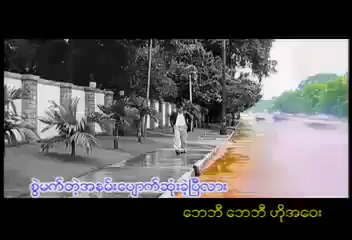 စွဲမက်တဲ့အနမ်းပျောက်ဆုံးခဲ့ပြီလား
ဘေဘီ ဘေဘီ ဟိုအဝေး